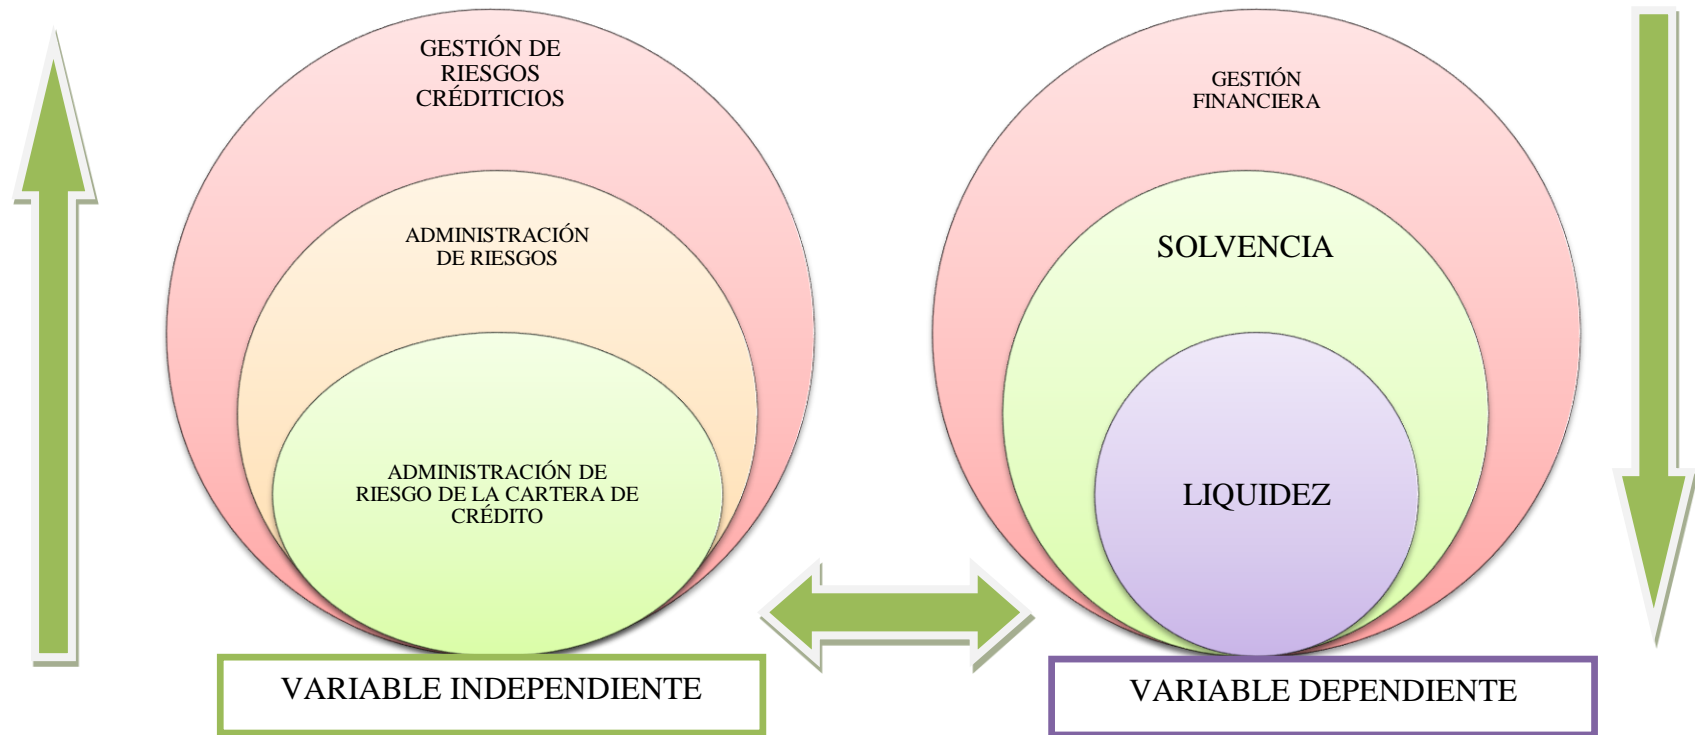 GESTIÓN DE
RIESGOS
CRÉDITICIOS
ADMINISTRACIÓN
DE RIESGOS
ADMINISTRACIÓN DE
RIESGO DE LA CARTERA DE
CRÉDITO
VARIABLE INDEPENDIENTE
GESTIÓN
FINANCIERA
SOLVENCIA
LIQUIDEZ
VARIABLE DEPENDIENTE